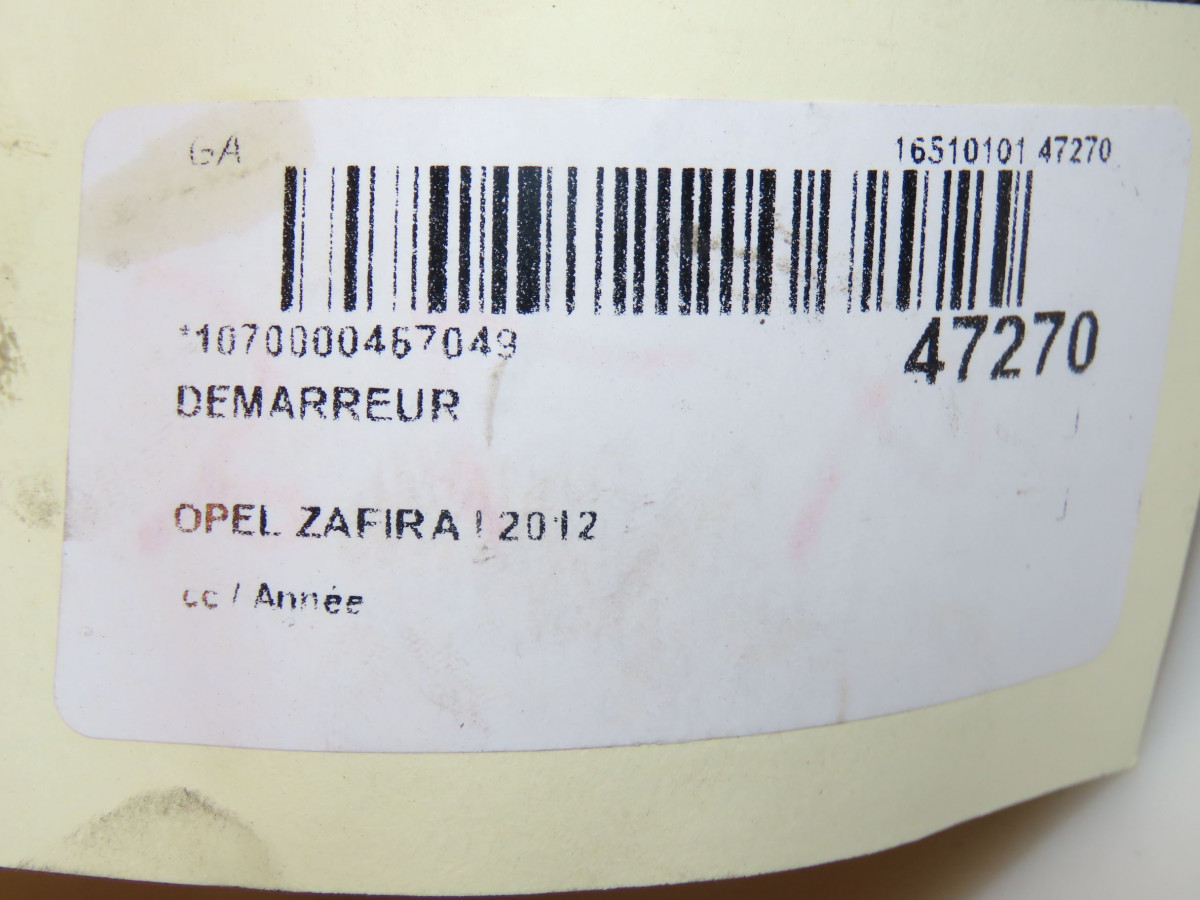 GA
16510101 47270
*1070000467049
47270
DEMARREUR
OPEL ZAFIRA I 2012
cc / Année